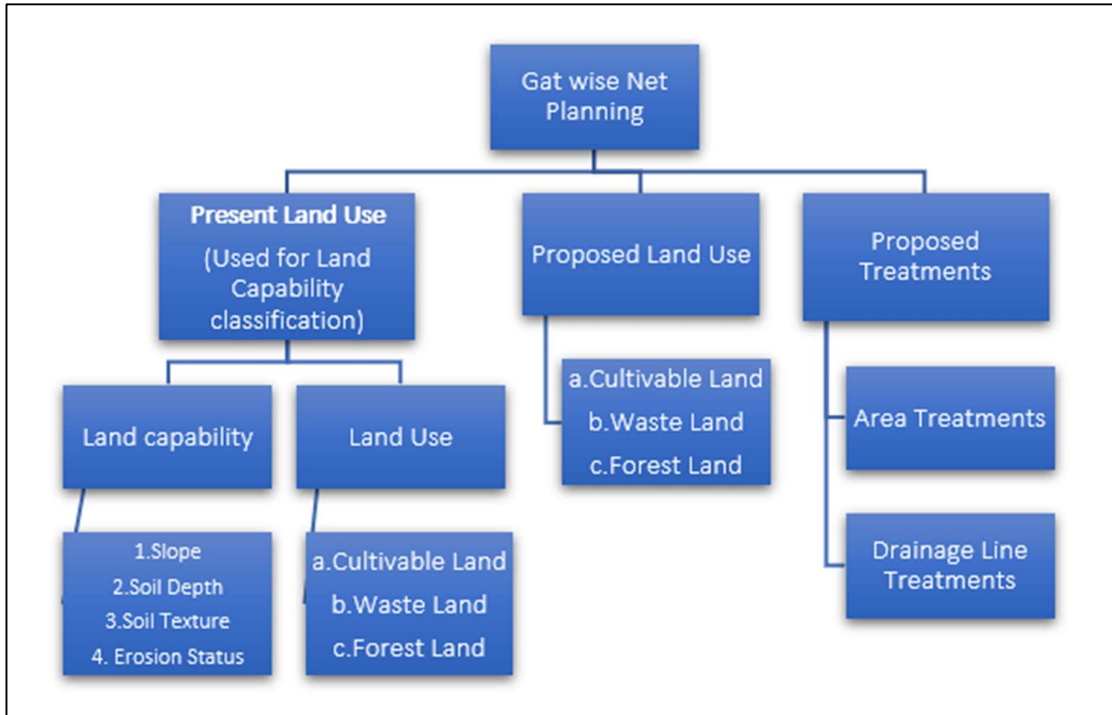 Gat wise Net
Planning
Present Land Use
(Used for Land
Capability
classification)
Proposed Land Use
Proposed
Treatments
Land capability
Land Use
a.Cultivable Land
b.Waste Land
c.Forest Land
Area Treatments
Drainage Line
Treatments
1.Slope
2.Soil Depth
3.Soil Texture
4. Erosion Status
a.Cultivable Land
b.Waste Land
c.Forest Land